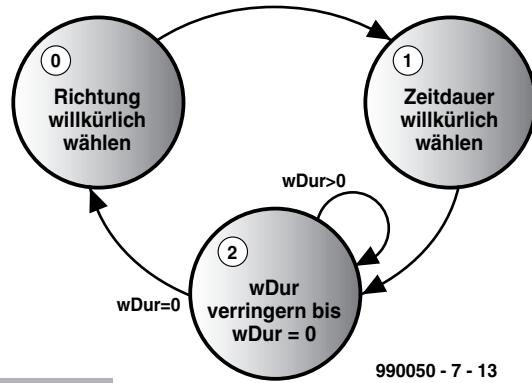 0
Richtung
willkürlich
wählen
1
Zeitdauer
willkürlich
wählen
wDur>0
2
wDur
verringern bis
wDur = 0
wDur=0
990050 - 7 - 13